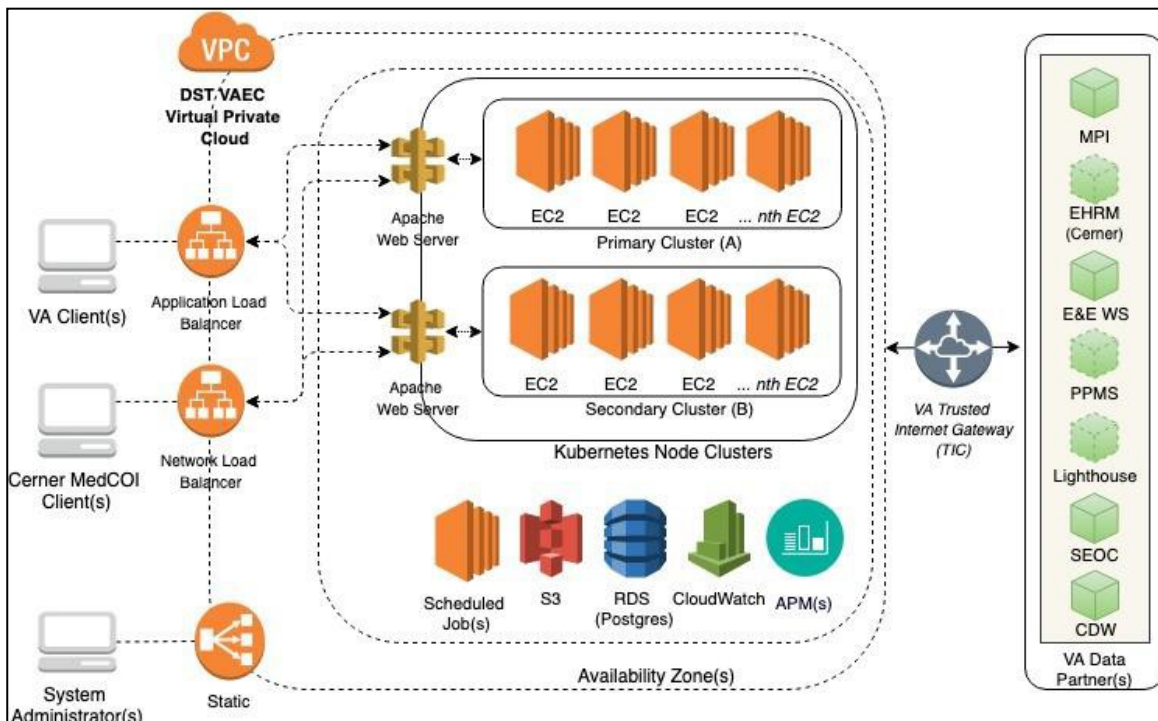 VPC
DST VAEC
Virtual Private
Cloud
VA Client(s)
Application Load
Balancer
Cerner MedCOI
Client(s)
Network Load
Balancer
System
Administrator(s)
Static
Apache
Web Server
EC2
EC2
EC2
... nth EC2
Primary Cluster (A)
Apache
Web Server
EC2
EC2
EC2
... nth EC2
Secondary Cluster (B)
Kubernetes Node Clusters
Scheduled
Job(s)
S3
RDS
(Postgres)
CloudWatch
APM(s)
Availability Zone(s)
VA Trusted
Internet Gateway
(TIC)
MPI
EHRM
(Cerner)
E&E WS
PPMS
Lighthouse
SEOC
CDW
VA Data
Partner(s)